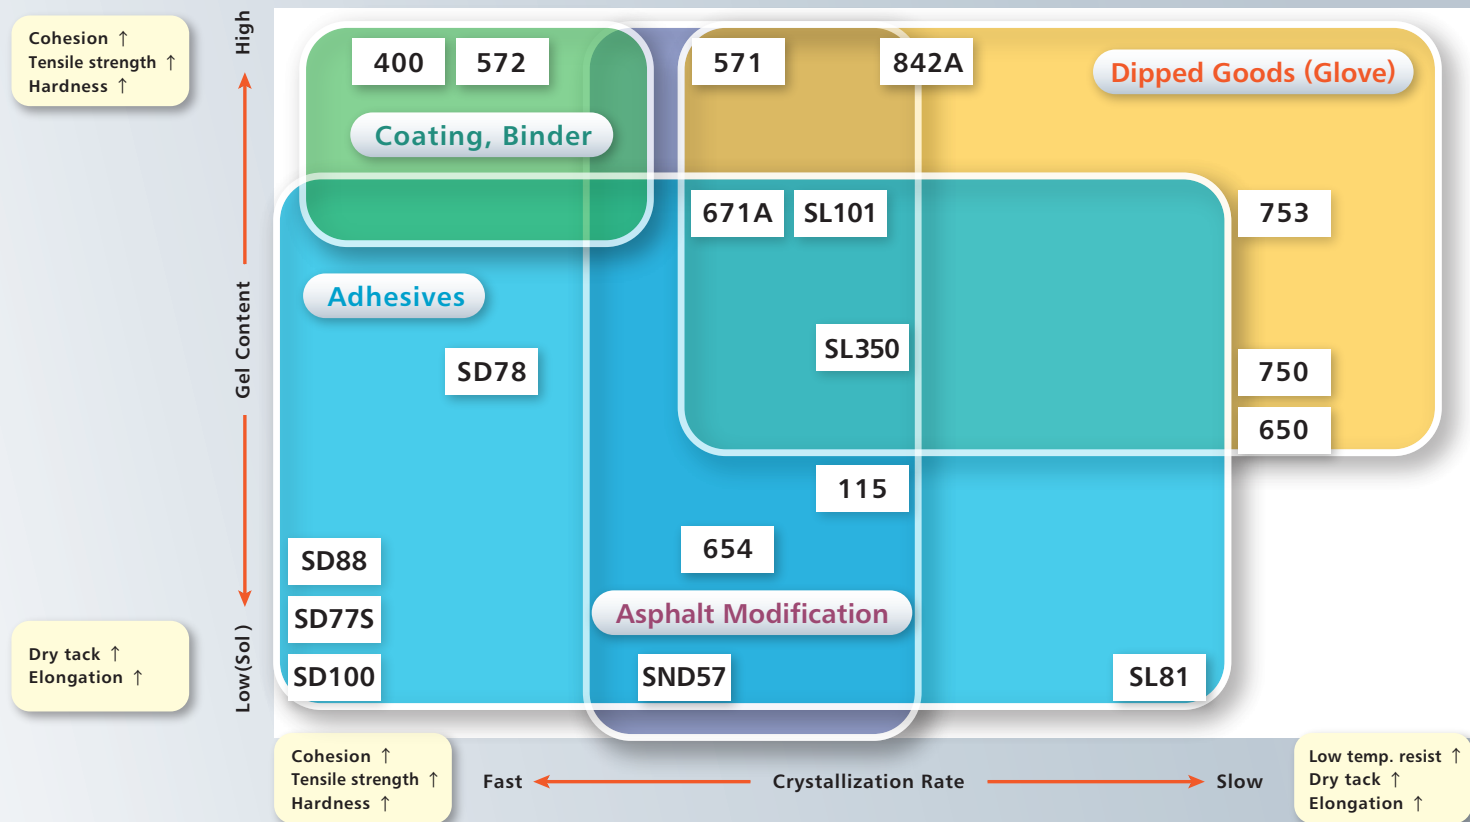 High
Cohesion ↑
Tensile strength ↑
Hardness ↑
400
572
571
842A
Dipped Goods (Glove)
Coating, Binder
671A
SL101
753
Adhesives
Gel Content
SL350
SD78
750
650
115
654
SD88
SD77S
Asphalt Modification
SD100
SND57
SL81
Dry tack ↑
Elongation ↑
Low(Sol)
Cohesion ↑
Tensile strength ↑
Hardness ↑
Fast
Crystallization Rate
Slow
Low temp. resist ↑
Dry tack ↑
Elongation ↑